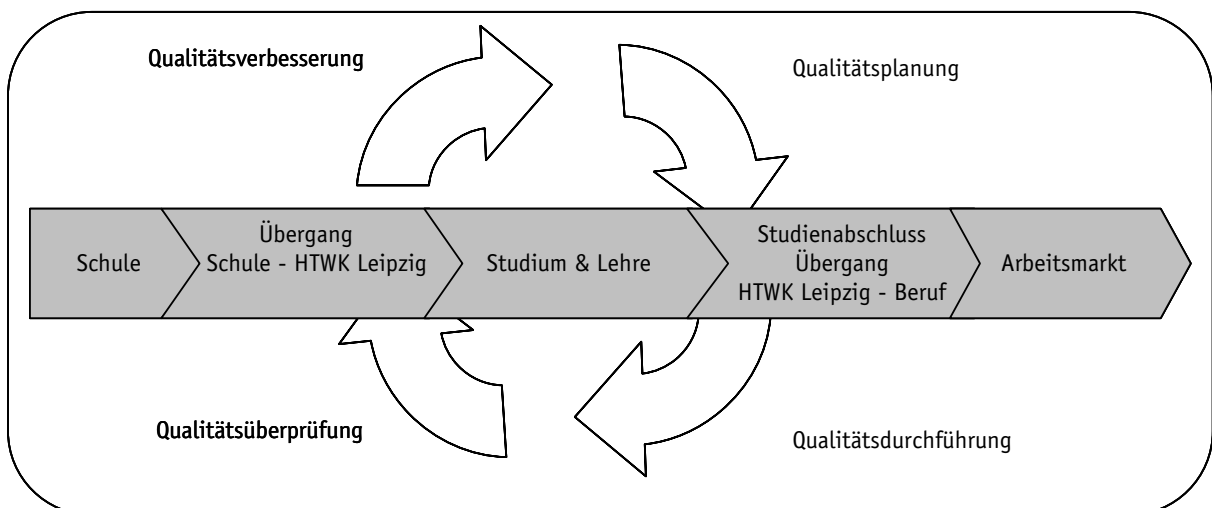 Qualitätsverbesserung
Qualitätsplanung
Schule
Übergang
Schule - HTWK Leipzig
Studium & Lehre
Studienabschluss
Übergang
HTWK Leipzig - Beruf
Arbeitsmarkt
Qualitätsüberprüfung
Qualitätsdurchführung